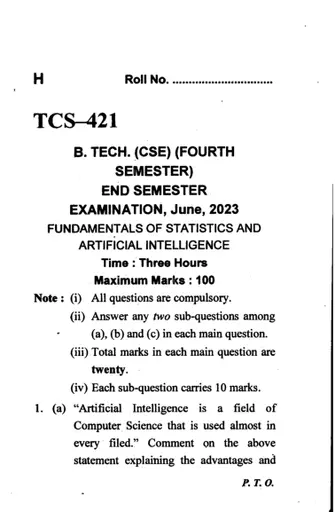 H Roll No. ..............................
TCS–421
B. TECH. (CSE) (FOURTH
SEMESTER)
END SEMESTER
EXAMINATION, June, 2023
FUNDAMENTALS OF STATISTICS AND
ARTIFICIAL INTELLIGENCE
Time : Three Hours
Maximum Marks : 100
Note : (i) All questions are compulsory.
(ii) Answer any two sub-questions among
(a), (b) and (c) in each main question.
(iii) Total marks in each main question are
twenty.
(iv) Each sub-question carries 10 marks.
1. (a) “Artificial Intelligence is a field of
Computer Science that is used almost in
every filed.” Comment on the above
statement explaining the advantages and
P. T. O.